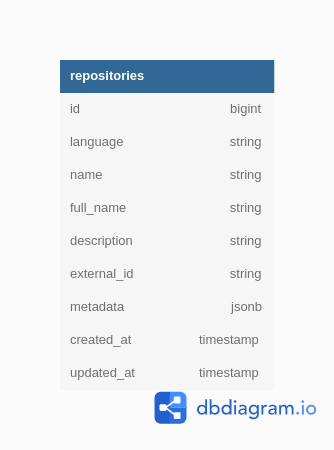 repositories
id bigint
language string
name string
full_name string
description string
external_id string
metadata jsonb
created_at timestamp
updated_at timestamp
dbdiagram.io